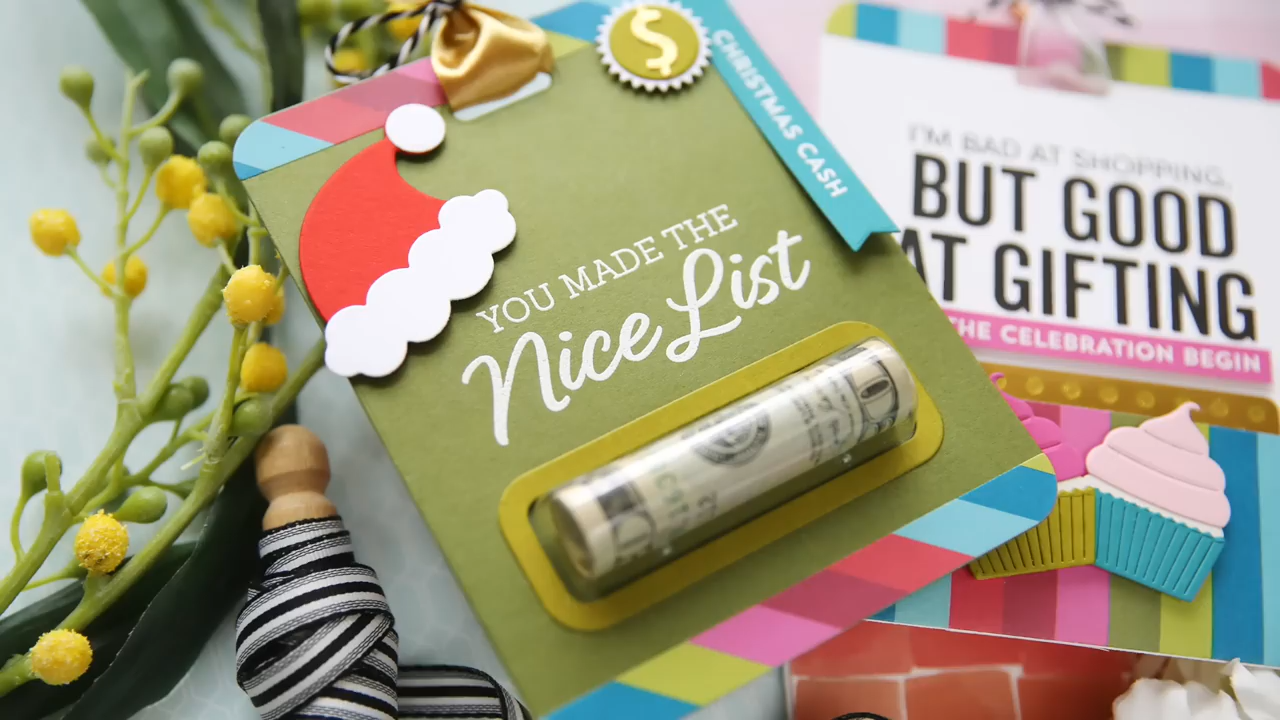 $
CHRISTMAS CASH
YOU MADE THE
Nice List
I'M BAD AT SHOPPING,
BUT GOOD
AT GIFTING
THE CELEBRATION BEGIN